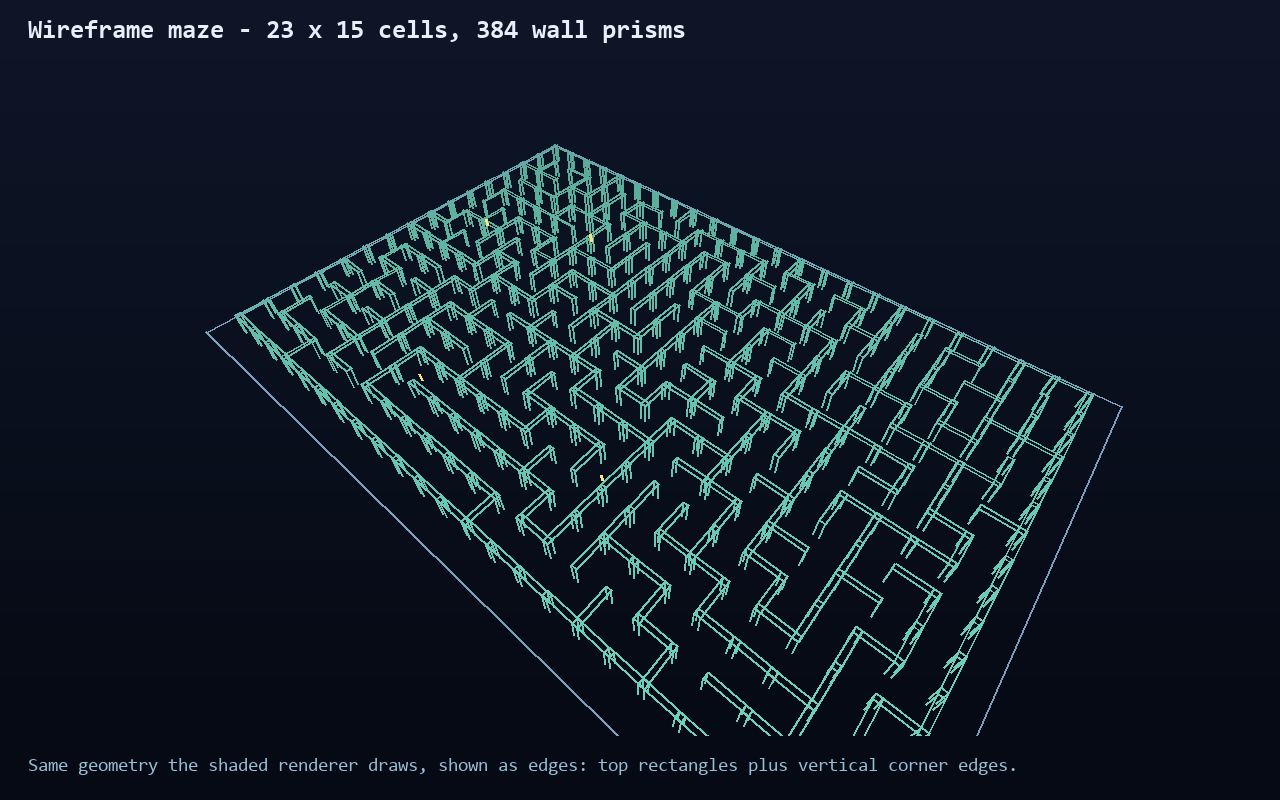 Wireframe maze - 23 x 15 cells, 384 wall prisms
Same geometry the shaded renderer draws, shown as edges: top rectangles plus vertical corner edges.